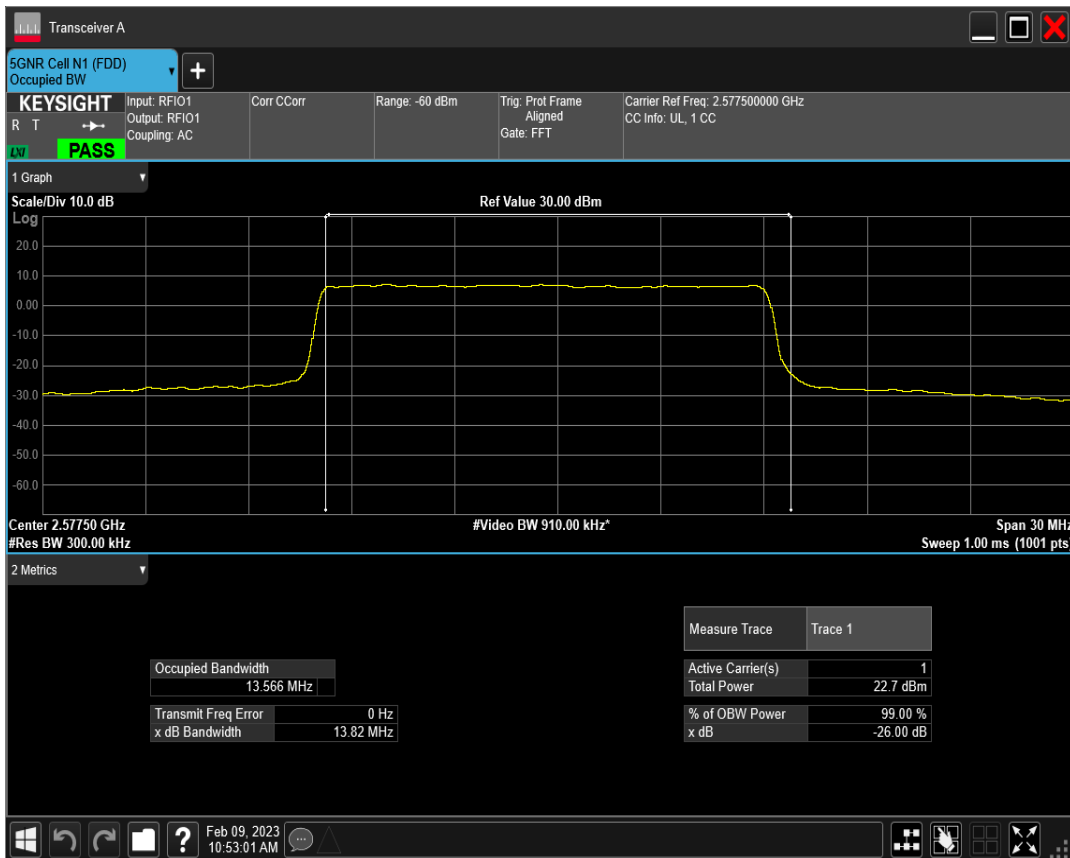 Transceiver A
5GNR Cell N1 (FDD)
Occupied BW
+
KEYSIGHT
R T
LXI PASS
Input: RFIO1
Output: RFIO1
Coupling: AC
Corr CCorr
Range: -60 dBm
Trig: Prot Frame
Aligned
Gate: FFT
Carrier Ref Freq: 2.577500000 GHz
CC Info: UL, 1 CC
1 Graph
Scale/Div 10.0 dB
Ref Value 30.00 dBm
Log
20.0
10.0
0.00
-10.0
-20.0
-30.0
-40.0
-50.0
-60.0
Center 2.57750 GHz
#Video BW 910.00 kHz*
Span 30 MHz
#Res BW 300.00 kHz
Sweep 1.00 ms (1001 pts)
2 Metrics
Measure Trace Trace 1
Occupied Bandwidth
13.566 MHz
Active Carrier(s) 1
Total Power 22.7 dBm
Transmit Freq Error 0 Hz
x dB Bandwidth 13.82 MHz
% of OBW Power 99.00 %
x dB -26.00 dB
?
Feb 09, 2023
10:53:01 AM